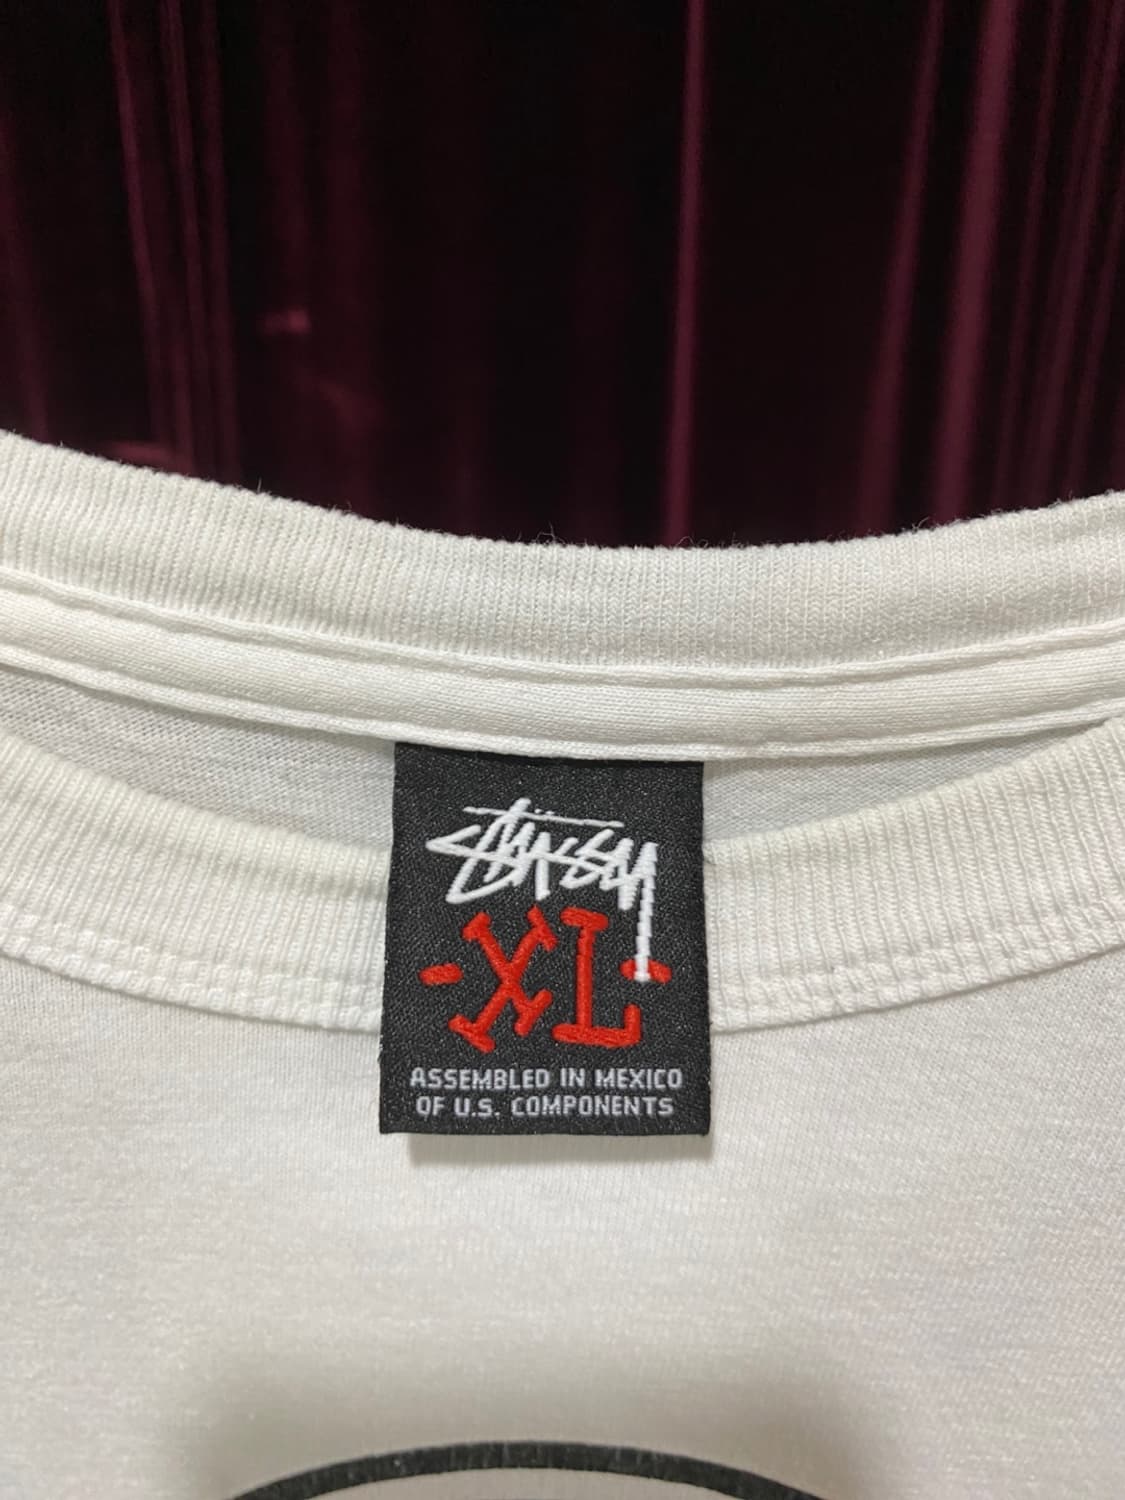 Stüssy
-XL-
ASSEMBLED IN MEXICO
OF U.S. COMPONENTS